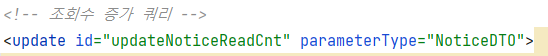 <!-- 조회수 증가 쿼리 -->
<update id="updateNoticeReadCnt" parameterType="NoticeDTO">